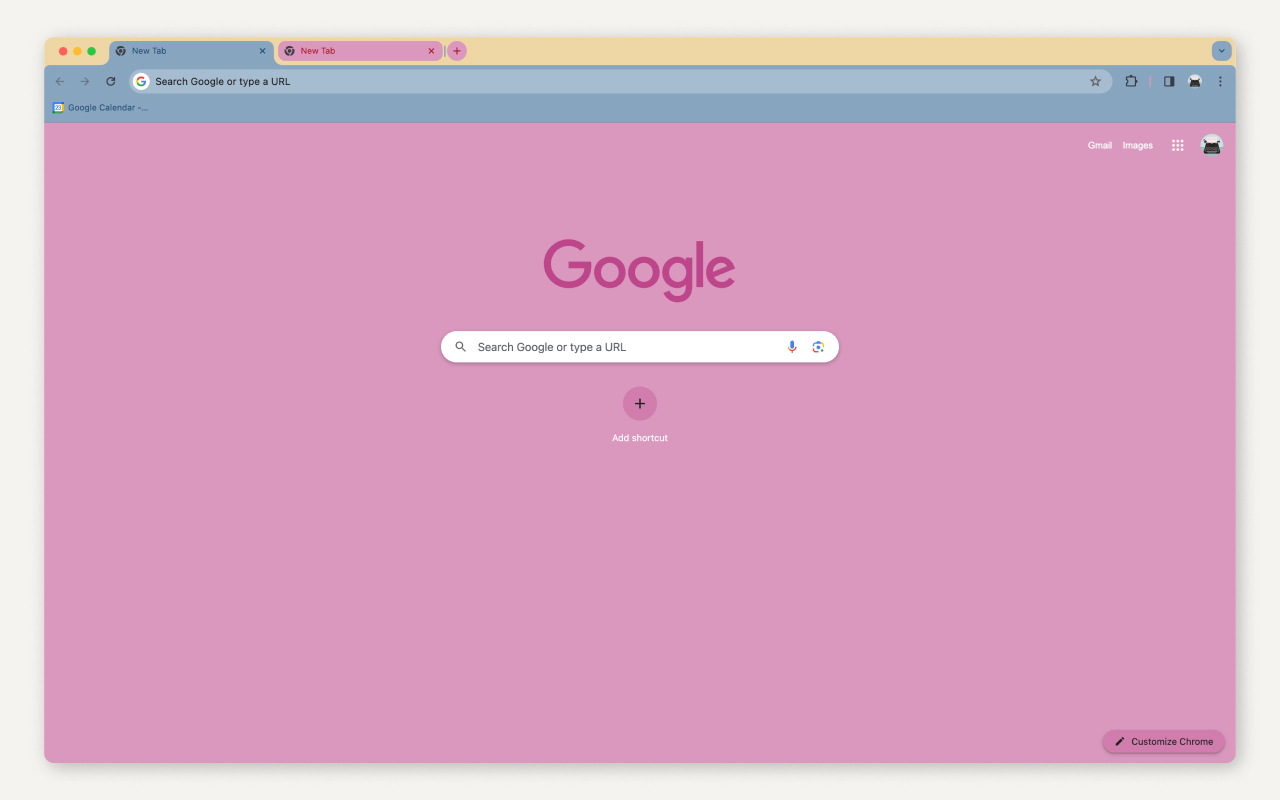 New Tab
New Tab
Search Google or type a URL
23
Google Calendar -...
Gmail
Images
Google
Search Google or type a URL
Add shortcut
Customize Chrome